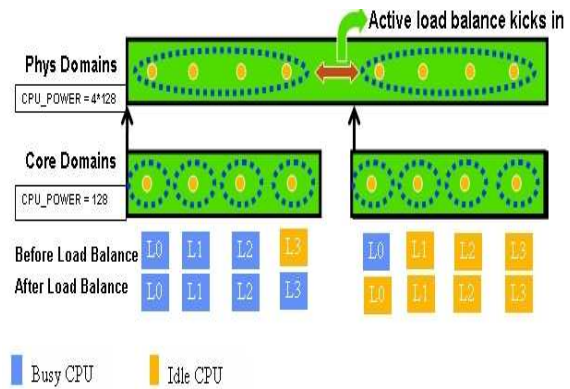 Active load balance kicks in
Phys Domains
CPU_POWER = 4*128
Core Domains
CPU_POWER = 128
Before Load Balance L0 L1 L2 L3 L0 L1 L2 L3
After Load Balance L0 L1 L2 L3 L0 L1 L2 L3
Busy CPU Idle CPU